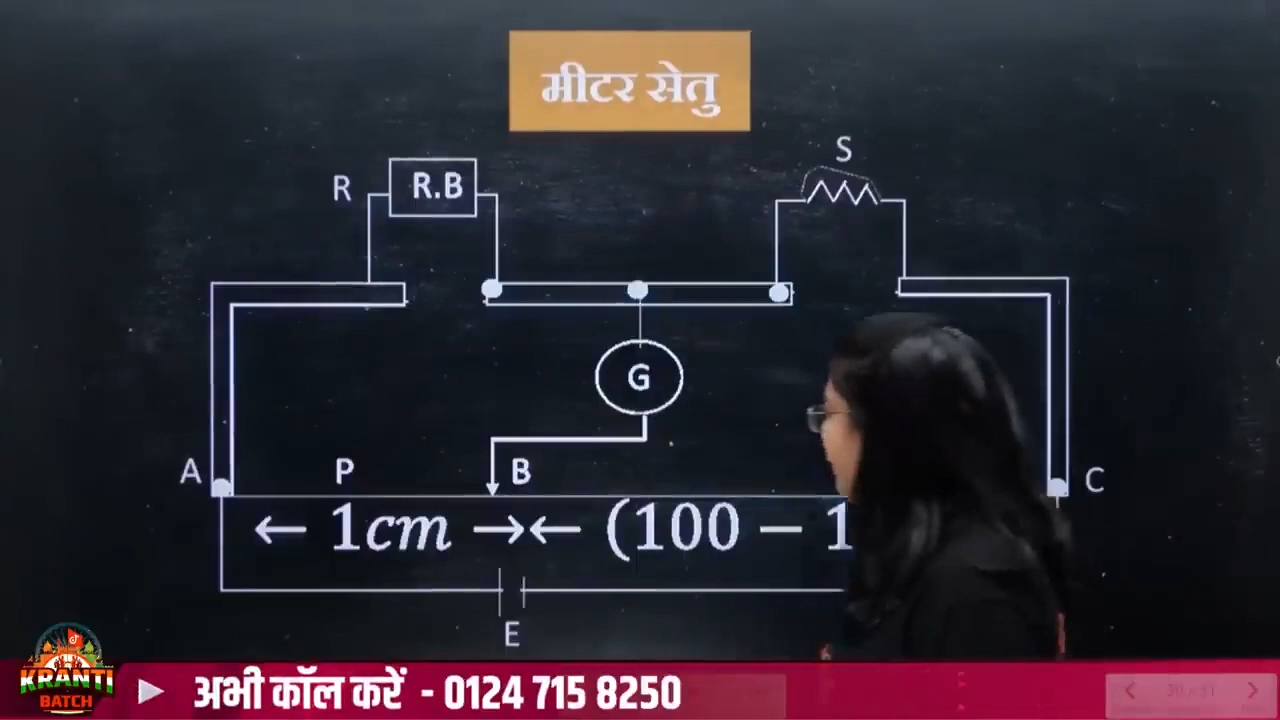 मीटर सेतु
S
R R.B
G
A P B C
← 1cm → ← (100 − 1
E
KRANTI
BATCH
अभी कॉल करें - 0124 715 8250